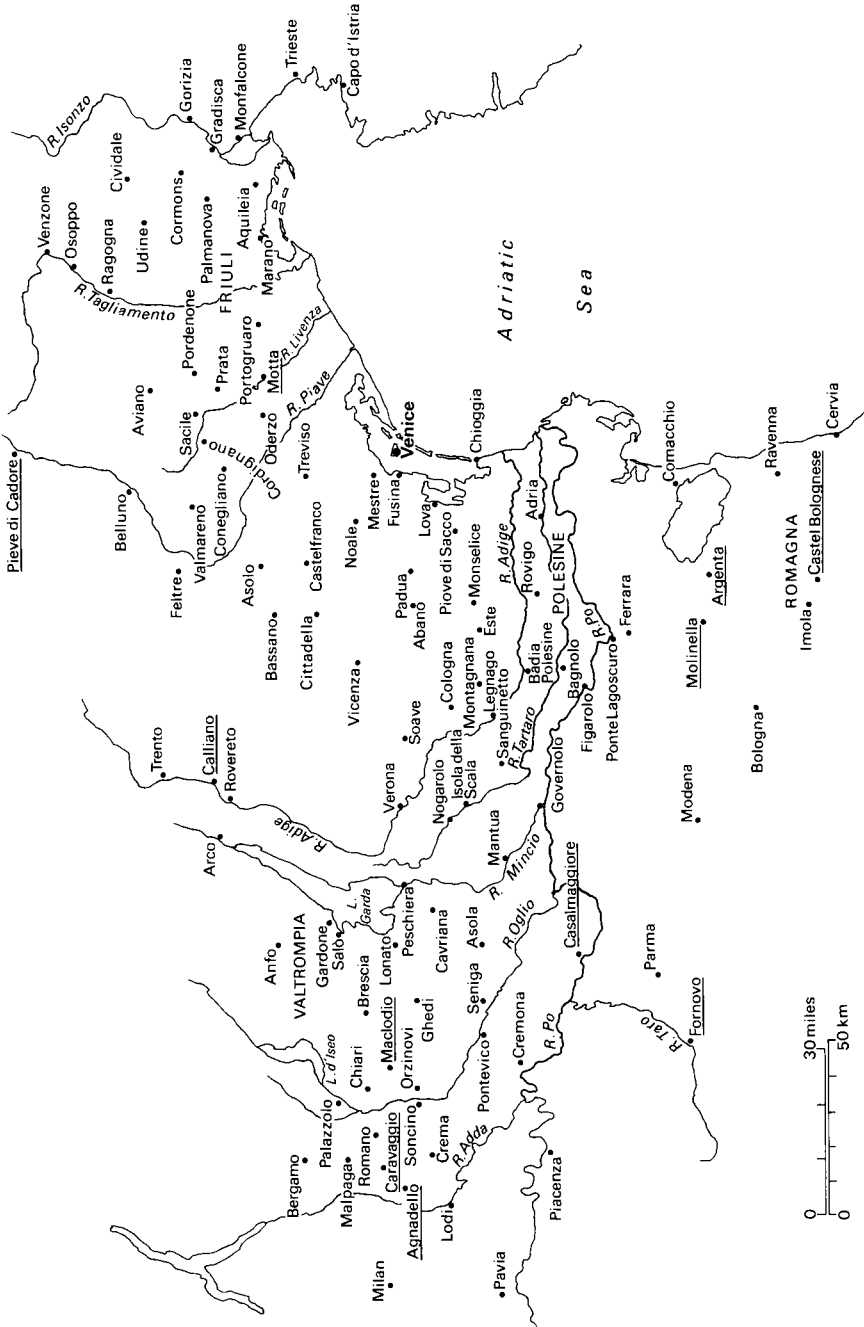 Pieve di Cadore
Venzone
Osoppo
R. Isonzo
Ragogna
Cividale
Udine
Gorizia
Gradisca
Monfalcone
Trieste
Capo d'Istria
Cormons
Palmanova
Aquileia
FRIULI
Marano
R. Tagliamento
Pordenone
Prata
Portogruaro
R. Livenza
Motta
Aviano
Sacile
Oderzo
R. Piave
Cordignano
Treviso
Belluno
Valmareno
Conegliano
Feltre
Asolo
Castelfranco
Bassano
Cittadella
Noale
Mestre
Fusina
Venice
Chioggia
Adriatic
Sea
Vicenza
Padua
Abano
Lova
Piove di Sacco
Monselice
Este
R. Adige
Rovigo
Adria
POLESINE
Comacchio
Ravenna
Cervia
ROMAGNA
Castel Bolognese
Imola
Argenta
Molinella
Ferrara
R. Po
Ponte Lagoscuro
Figarolo
Bagnolo
Badia
Polesine
Cologna
Montagnana
Legnago
Sanguinetto
R. Tartaro
Soave
Verona
Nogarolo
Isola della
Scala
Trento
Calliano
Rovereto
R. Adige
Arco
Mantua
R. Mincio
Governolo
Modena
Bologna
L.
Garda
Peschiera
Anfo
VALTROMPIA
Gardone
Salò
Lonato
Brescia
Cavriana
Asola
R. Oglio
Casalmaggiore
Parma
L. d'Iseo
Chiari
Maclodio
Orzinovi
Ghedi
Seniga
Pontevico
Cremona
R. Po
R. Taro
Fornovo
Bergamo
Palazzolo
Malpaga
Romano
Caravaggio
Soncino
Crema
Agnadello
R. Adda
Lodi
Milan
Pavia
Piacenza
0 30 miles
0 50 km